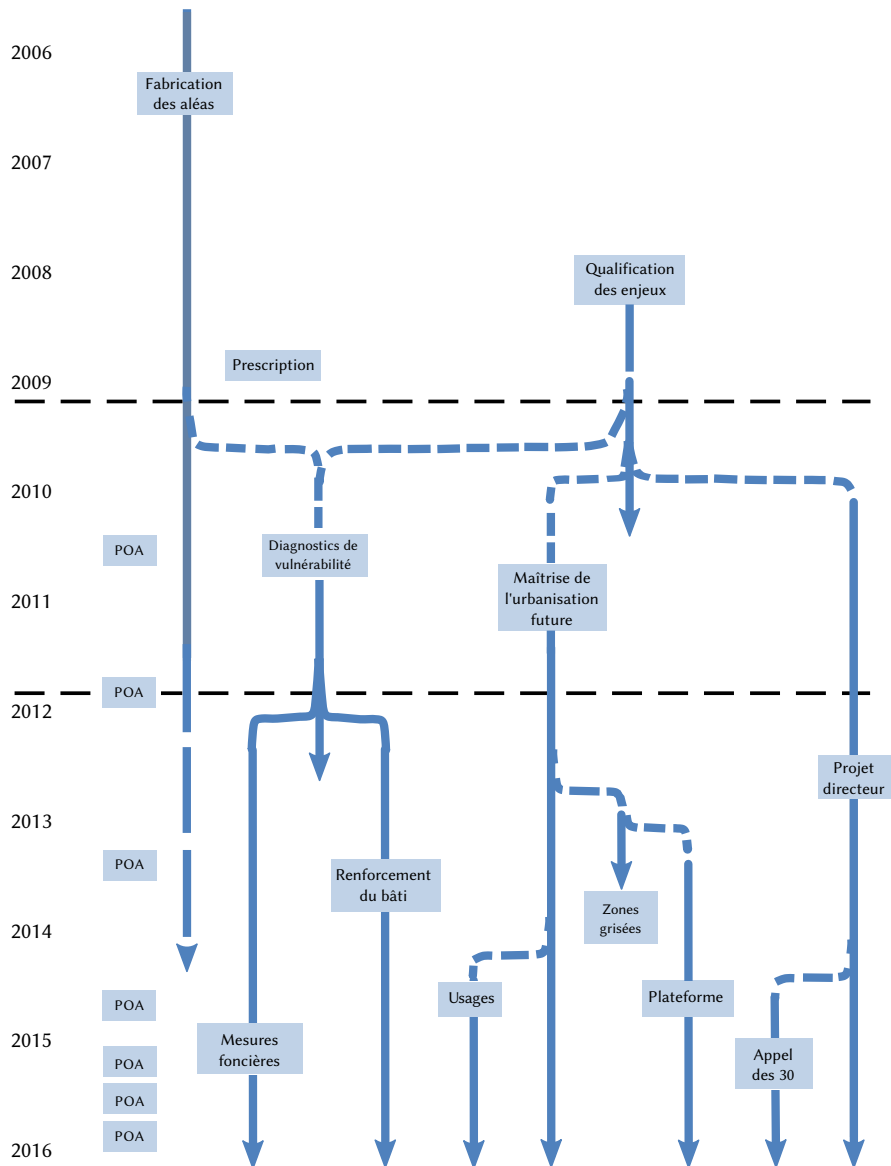 2006
Fabrication
des aléas
2007
2008
Qualification
des enjeux
Prescription
2009
2010
POA
Diagnostics de
vulnérabilité
Maîtrise de
l'urbanisation
future
2011
POA
2012
Projet
directeur
2013
POA
Renforcement
du bâti
Zones
grisées
2014
POA
Usages
Plateforme
2015
Mesures
foncières
Appel
des 30
POA
POA
POA
2016